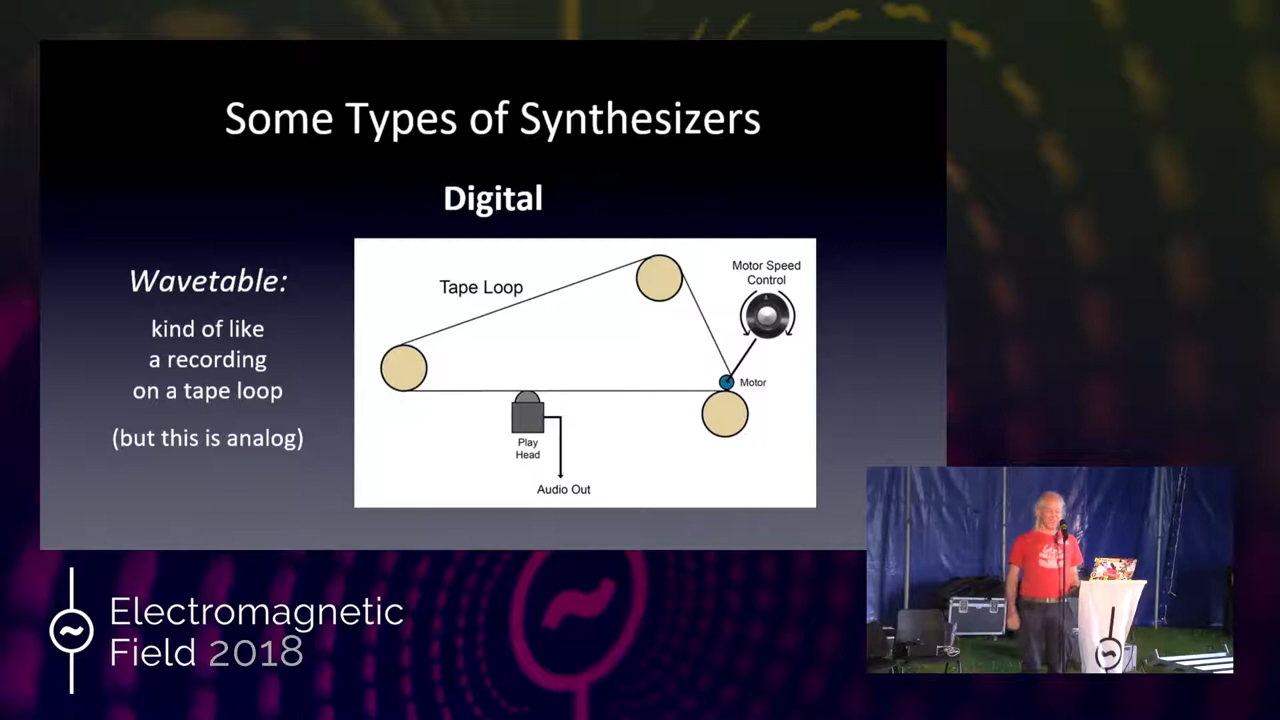 Some Types of Synthesizers
Digital
Wavetable:
kind of like
a recording
on a tape loop
(but this is analog)
Tape Loop
Motor Speed
Control
Motor
Play
Head
Audio Out
Electromagnetic
Field 2018